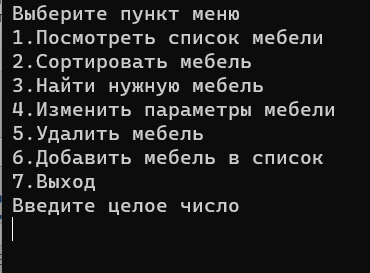 Выберите пункт меню
1.Посмотреть список мебели
2.Сортировать мебель
3.Найти нужную мебель
4.Изменить параметры мебели
5.Удалить мебель
6.Добавить мебель в список
7.Выход
Введите целое число